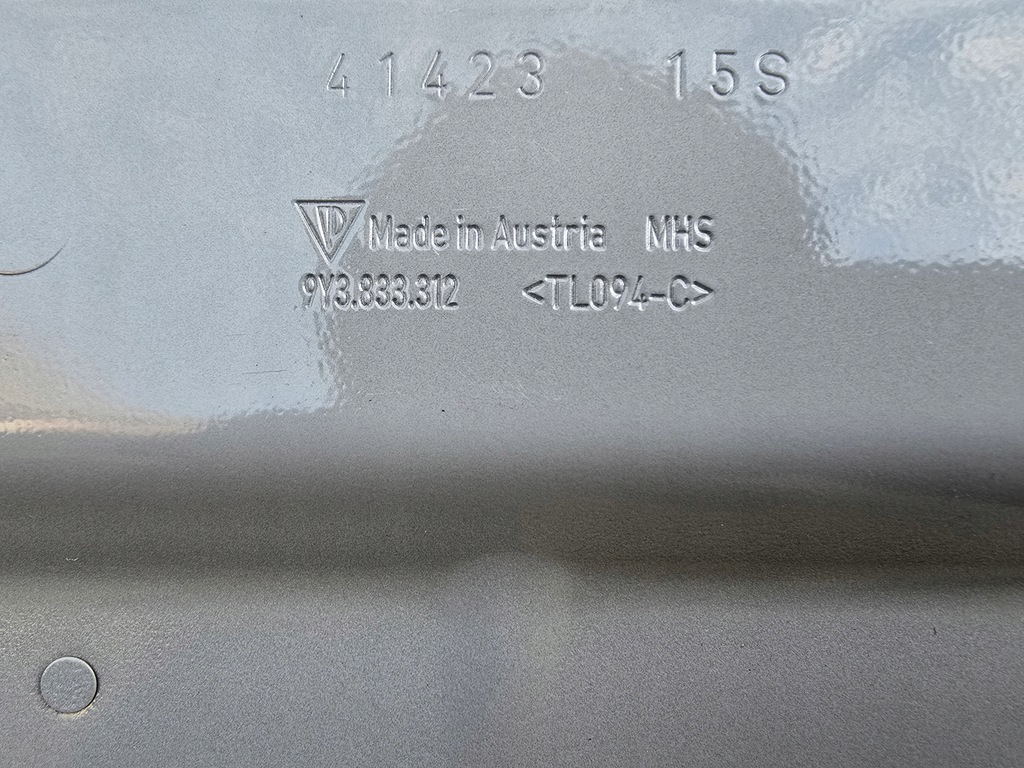 41423 15S
Made in Austria MHS
9Y3.833.312 <TL094-C>